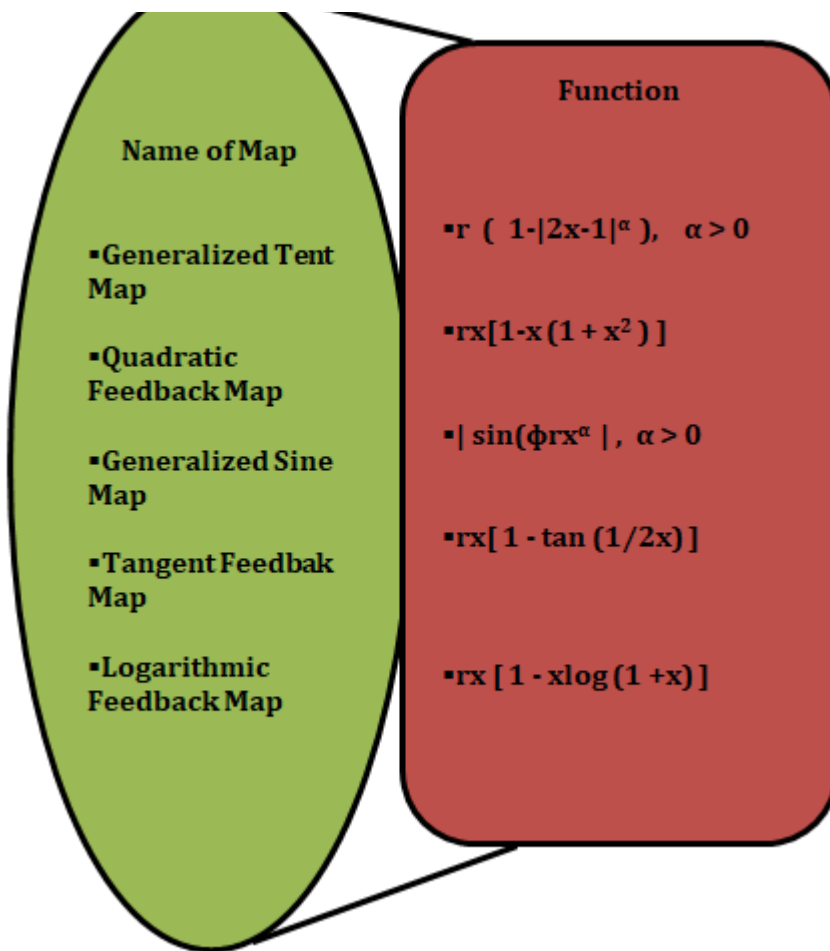 Name of Map
▪Generalized Tent
Map
▪Quadratic
Feedback Map
▪Generalized Sine
Map
▪Tangent Feedbak
Map
▪Logarithmic
Feedback Map
Function
▪r ( 1-|2x-1|ᵅ ), α > 0
▪rx[1-x (1 + x² ) ]
▪| sin(ϕrxᵅ | , α > 0
▪rx[ 1 - tan (1/2x) ]
▪rx [ 1 - xlog (1 +x) ]